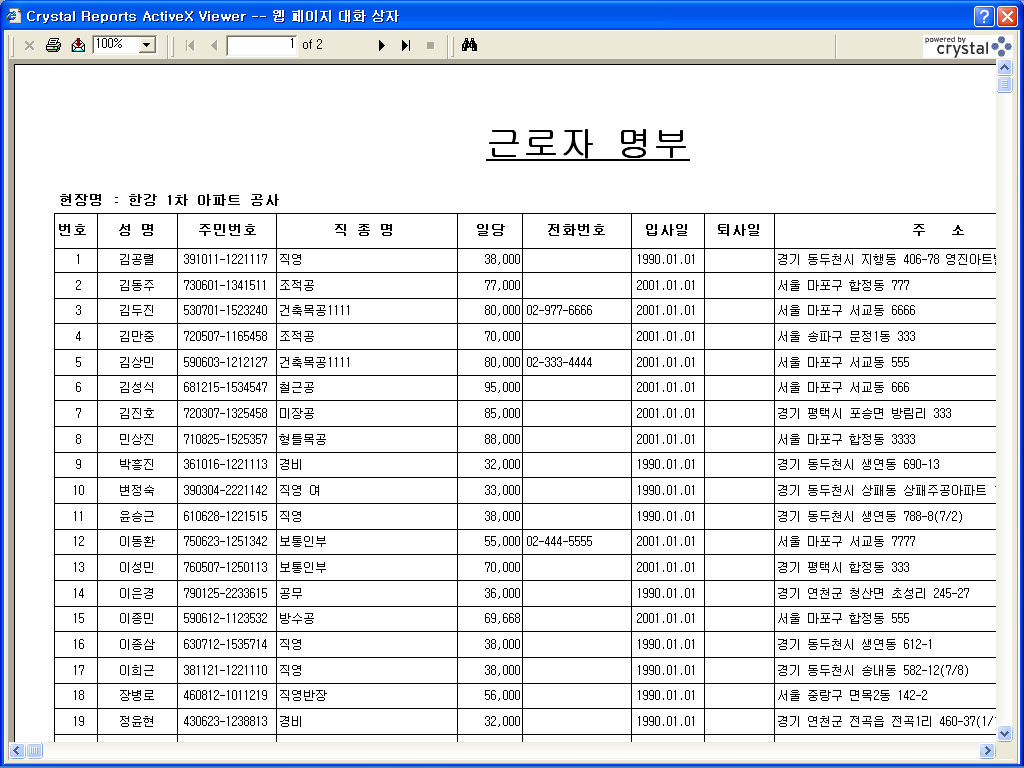 Crystal Reports ActiveX Viewer -- 웹 페이지 대화 상자
100% 1 of 2 powered by crystal
근로자 명부
현장명 : 한강 1차 아파트 공사
번호 성 명 주민번호 직 종 명 일당 전화번호 입사일 퇴사일 주 소
1 김공렬 391011-1221117 직영 38,000 1990.01.01 경기 동두천시 지행동 406-78 영진아트
2 김동주 730601-1341511 조적공 77,000 2001.01.01 서울 마포구 합정동 777
3 김두진 530701-1523240 건축목공1111 80,000 02-977-6666 2001.01.01 서울 마포구 서교동 6666
4 김만중 720507-1165458 조적공 70,000 2001.01.01 서울 송파구 문정1동 333
5 김상민 590603-1212127 건축목공1111 80,000 02-333-4444 2001.01.01 서울 마포구 서교동 555
6 김성식 681215-1534547 철근공 95,000 2001.01.01 서울 마포구 서교동 666
7 김진호 720307-1325458 미장공 85,000 2001.01.01 경기 평택시 포승면 방림리 333
8 민상진 710825-1525357 형틀목공 88,000 2001.01.01 서울 마포구 합정동 3333
9 박흥진 361016-1221113 경비 32,000 1990.01.01 경기 동두천시 생연동 690-13
10 변정숙 390304-2221142 직영 여 33,000 1990.01.01 경기 동두천시 상패동 상패주공아파트
11 윤승근 610628-1221515 직영 38,000 1990.01.01 경기 동두천시 생연동 788-8(7/2)
12 이동환 750623-1251342 보통인부 55,000 02-444-5555 2001.01.01 서울 마포구 서교동 7777
13 이성민 760507-1250113 보통인부 70,000 2001.01.01 경기 평택시 합정동 333
14 이은경 790125-2233615 공무 36,000 1990.01.01 경기 연천군 청산면 초성리 245-27
15 이종민 590612-1123532 방수공 69,668 2001.01.01 서울 마포구 합정동 555
16 이종삼 630712-1535714 직영 38,000 1990.01.01 경기 동두천시 생연동 612-1
17 이희근 381121-1221110 직영 38,000 1990.01.01 경기 동두천시 송내동 582-12(7/8)
18 장병로 460812-1011219 직영반장 56,000 1990.01.01 서울 중랑구 면목2동 142-2
19 정윤현 430623-1238813 경비 32,000 1990.01.01 경기 연천군 전곡읍 전곡1리 460-37(1/